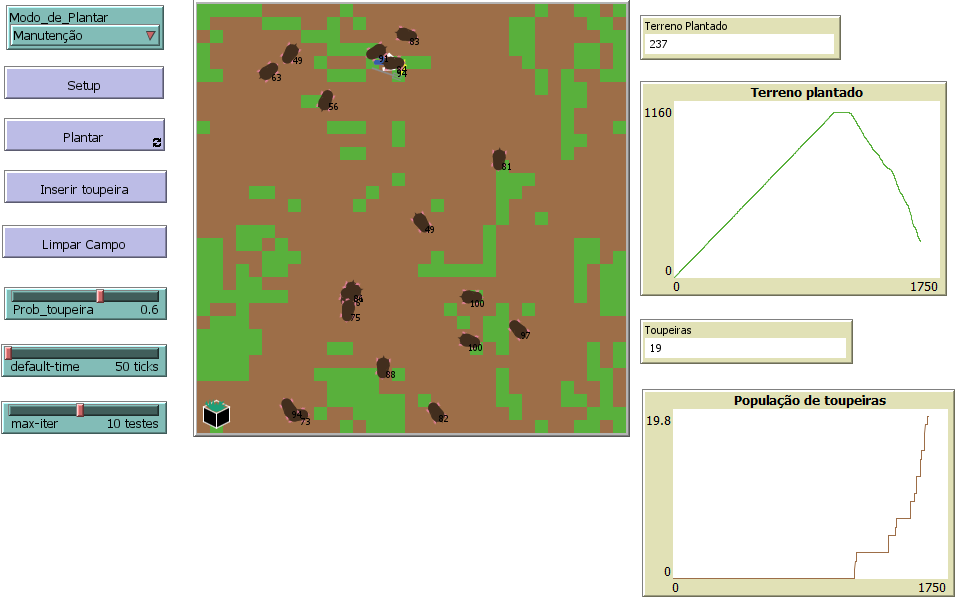 Modo_de_Plantar
Manutenção
Setup
Plantar
Inserir toupeira
Limpar Campo
Prob_toupeira 0.6
default-time 50 ticks
max-iter 10 testes
83
49
91
63
94
56
81
49
86
75
100
97
100
88
94
73
82
Terreno Plantado
237
Terreno plantado
1160
0
0 1750
Toupeiras
19
População de toupeiras
19.8
0
0 1750